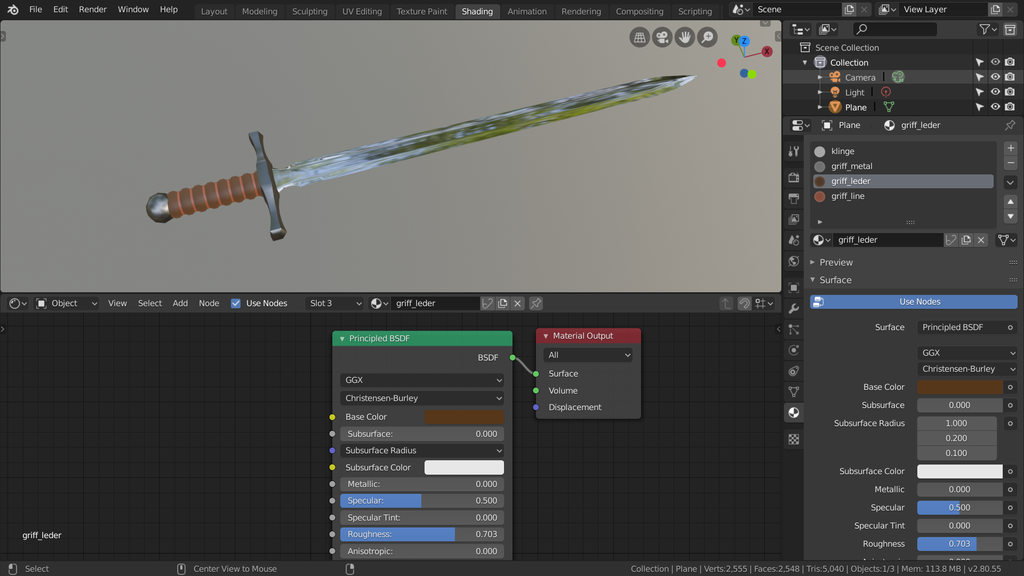 File Edit Render Window Help Layout Modeling Sculpting UV Editing Texture Paint Shading Animation Rendering Compositing Scripting Scene View Layer
Y Z X
Scene Collection
Collection
Camera
Light
Plane
Plane griff_leder
klinge
griff_metal
griff_leder
griff_line
griff_leder
Preview
Surface
Use Nodes
Surface Principled BSDF
GGX
Christensen-Burley
Base Color
Subsurface 0.000
Subsurface Radius 1.000
0.200
0.100
Subsurface Color
Metallic 0.000
Specular 0.500
Specular Tint 0.000
Roughness 0.703
Object View Select Add Node Use Nodes Slot 3 griff_leder
Principled BSDF
BSDF
GGX
Christensen-Burley
Base Color
Subsurface: 0.000
Subsurface Radius
Subsurface Color
Metallic: 0.000
Specular: 0.500
Specular Tint: 0.000
Roughness: 0.703
Anisotropic: 0.000
Material Output
All
Surface
Volume
Displacement
griff_leder
Select Center View to Mouse Collection | Plane | Verts:2,555 | Faces:2,548 | Tris:5,040 | Objects:1/3 | Mem: 113.8 MB | v2.80.55